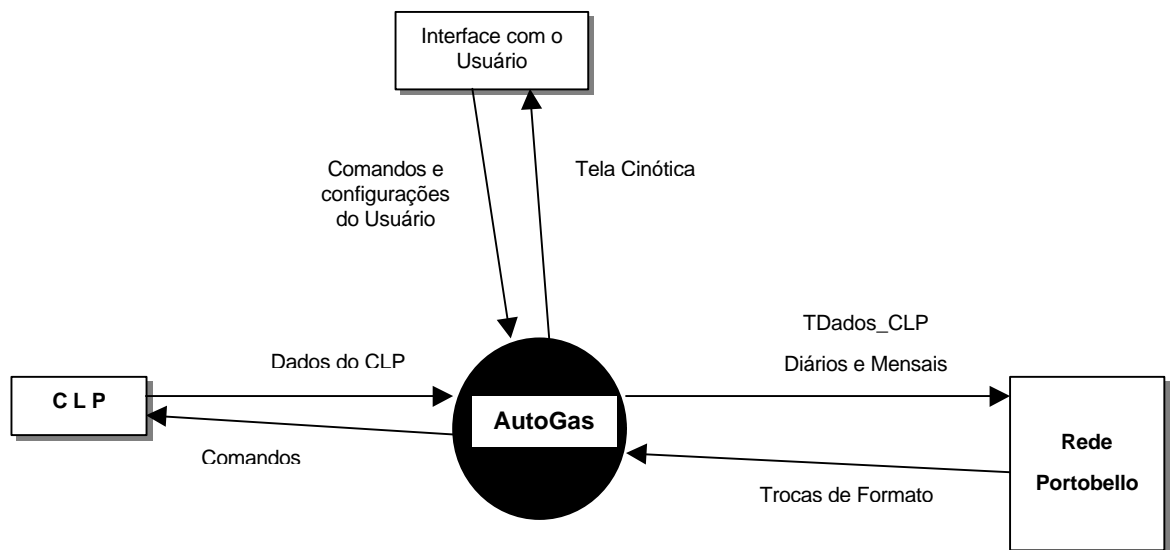 Interface com o
Usuário
Comandos e
configurações
do Usuário
Tela Cinótica
TDados_CLP
Diários e Mensais
Dados do CLP
C L P
AutoGas
Comandos
Rede
Portobello
Trocas de Formato